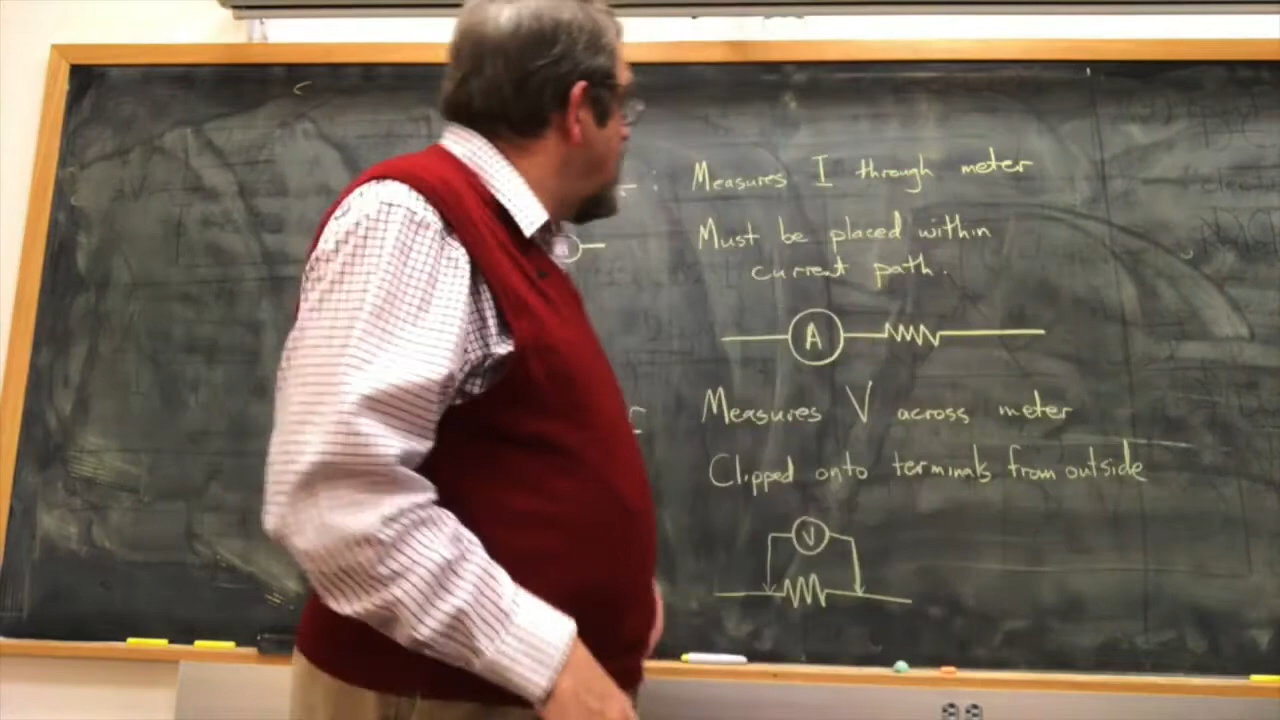 : Measures I through meter
Must be placed within
current path.
A
Measures V across meter
Clipped onto terminals from outside
V